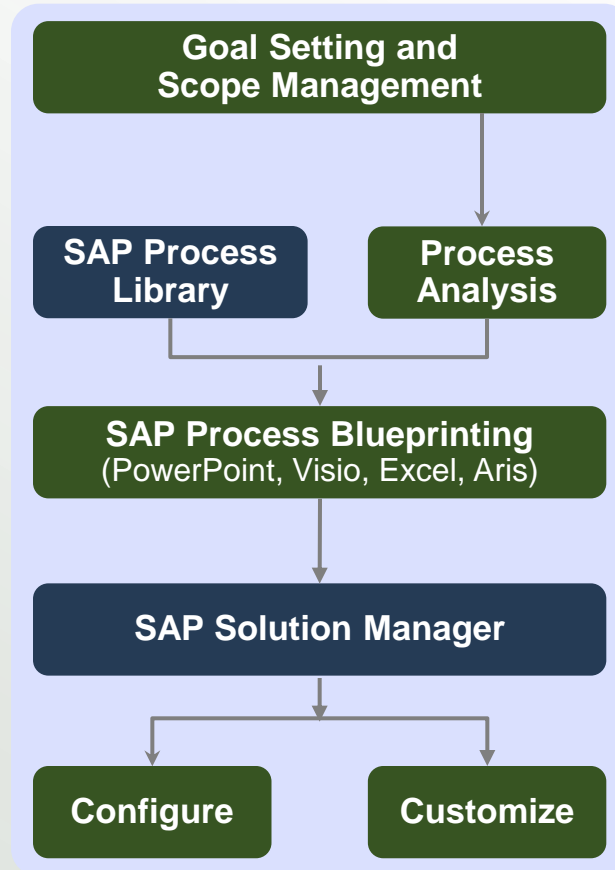 Goal Setting and
Scope Management
SAP Process
Library
Process
Analysis
SAP Process Blueprinting
(PowerPoint, Visio, Excel, Aris)
SAP Solution Manager
Configure
Customize